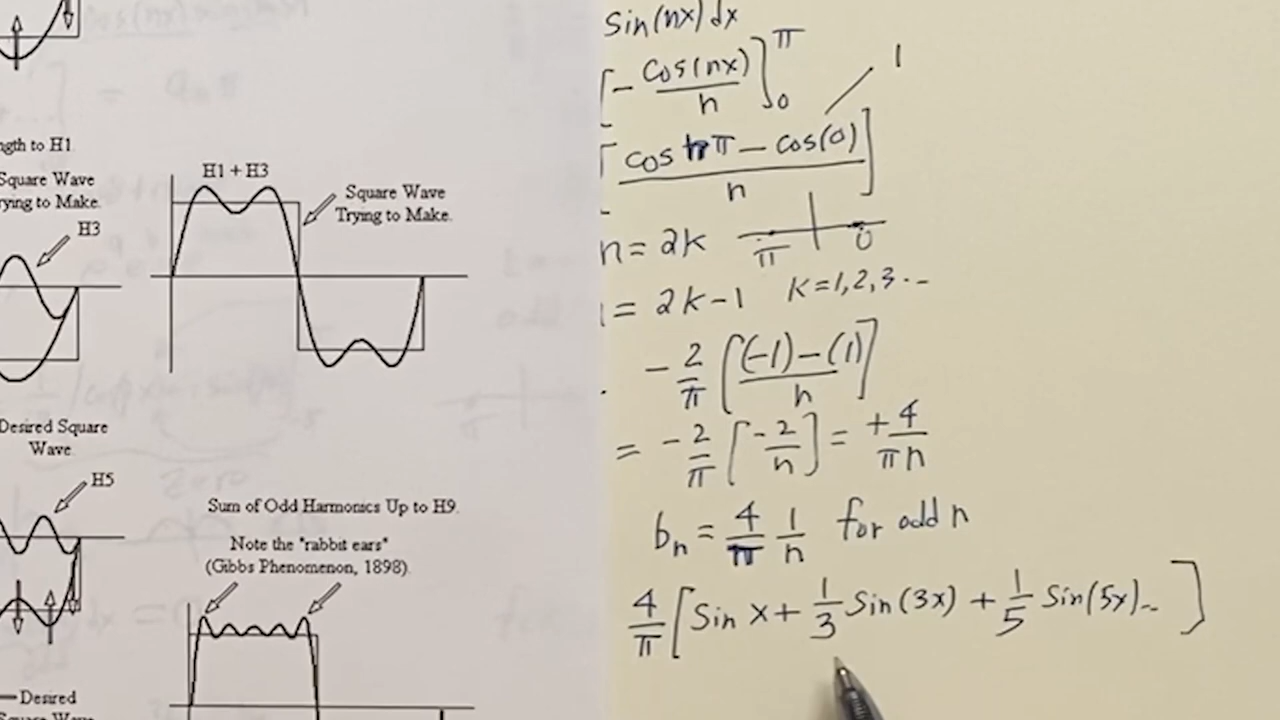 ngth to H1.
Square Wave
rying to Make.
H3
H1 + H3
Square Wave
Trying to Make.
Desired Square
Wave.
H5
Sum of Odd Harmonics Up to H9.
Note the "rabbit ears"
(Gibbs Phenomenon, 1898).
Desired
Square Wave
sin(nx) dx
[- cos(nx)/n]₀^π 1
[cos nπ - cos(0)]/n
n = 2k π 0
= 2k-1 k=1,2,3...
- 2/π [(-1) - (1)/n]
= - 2/π [-2/n] = +4/πn
bn = 4/π 1/n for odd n
4/π [sin x + 1/3 sin(3x) + 1/5 sin(5x)... ]